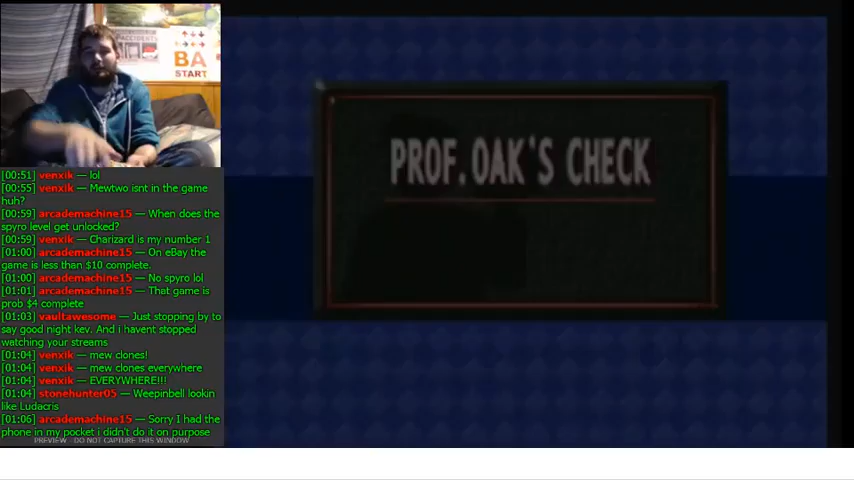 ACCIDENTS
BA
START
PROF.OAK'S CHECK
[00:51] venxik — lol
[00:55] venxik — Mewtwo isnt in the game
huh?
[00:59] arcademachine15 — When does the
spyro level get unlocked?
[00:59] venxik — Charizard is my number 1
[01:00] arcademachine15 — On eBay the
game is less than $10 complete.
[01:00] arcademachine15 — No spyro lol
[01:01] arcademachine15 — That game is
prob $4 complete
[01:03] vaultawesome — Just stopping by to
say good night kev. And i havent stopped
watching your streams
[01:04] venxik — mew clones!
[01:04] venxik — mew clones everywhere
[01:04] venxik — EVERYWHERE!!!
[01:04] stonehunter05 — Weepinbell lookin
like Ludacris
[01:06] arcademachine15 — Sorry I had the
phone in my pocket i didn't do it on purpose
PREVIEW - DO NOT CAPTURE THIS WINDOW